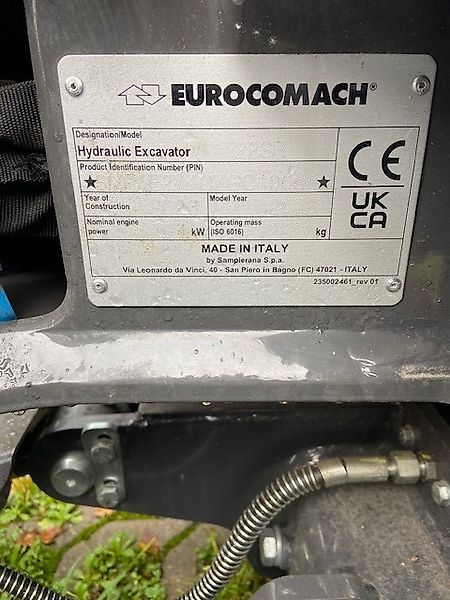 EUROCOMACH®
Designation/Model
Hydraulic Excavator
Product Identification Number (PIN)
★ ★
Year of Construction Model Year
Nominal engine power kW Operating mass (ISO 6016) kg
MADE IN ITALY
by Sampierana S.p.a.
Via Leonardo da Vinci, 40 - San Piero in Bagno (FC) 47021 - ITALY
235002461_rev 01
CE
UK
CA